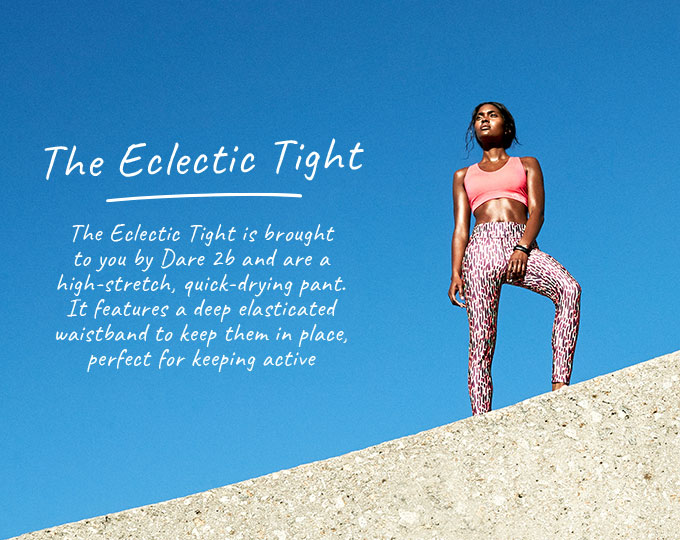 The Eclectic Tight
The Eclectic Tight is brought
to you by Dare 2b and are a
high-stretch, quick-drying pant.
It features a deep elasticated
waistband to keep them in place,
perfect for keeping active